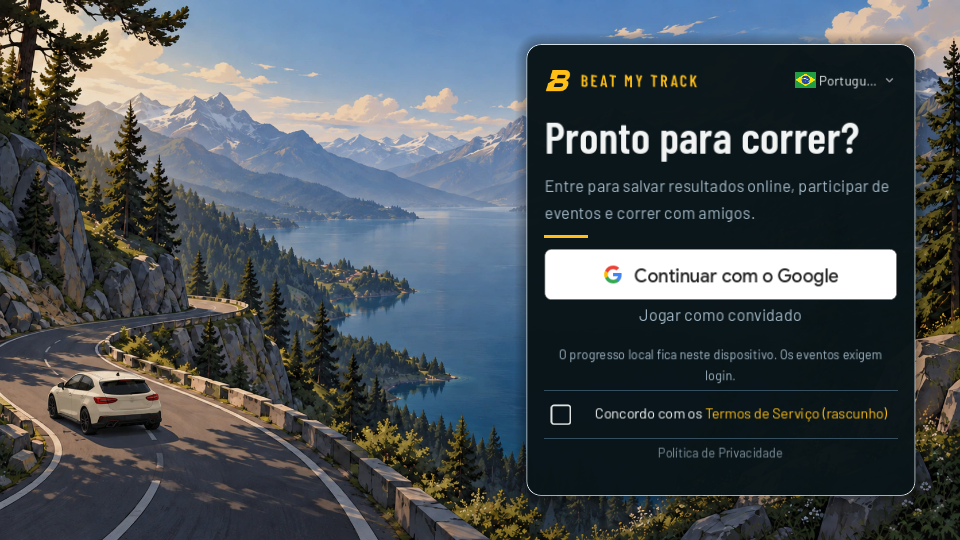 BEAT MY TRACK
Portugu...
Pronto para correr?
Entre para salvar resultados online, participar de
eventos e correr com amigos.
Continuar com o Google
Jogar como convidado
O progresso local fica neste dispositivo. Os eventos exigem
login.
Concordo com os Termos de Serviço (rascunho)
Política de Privacidade